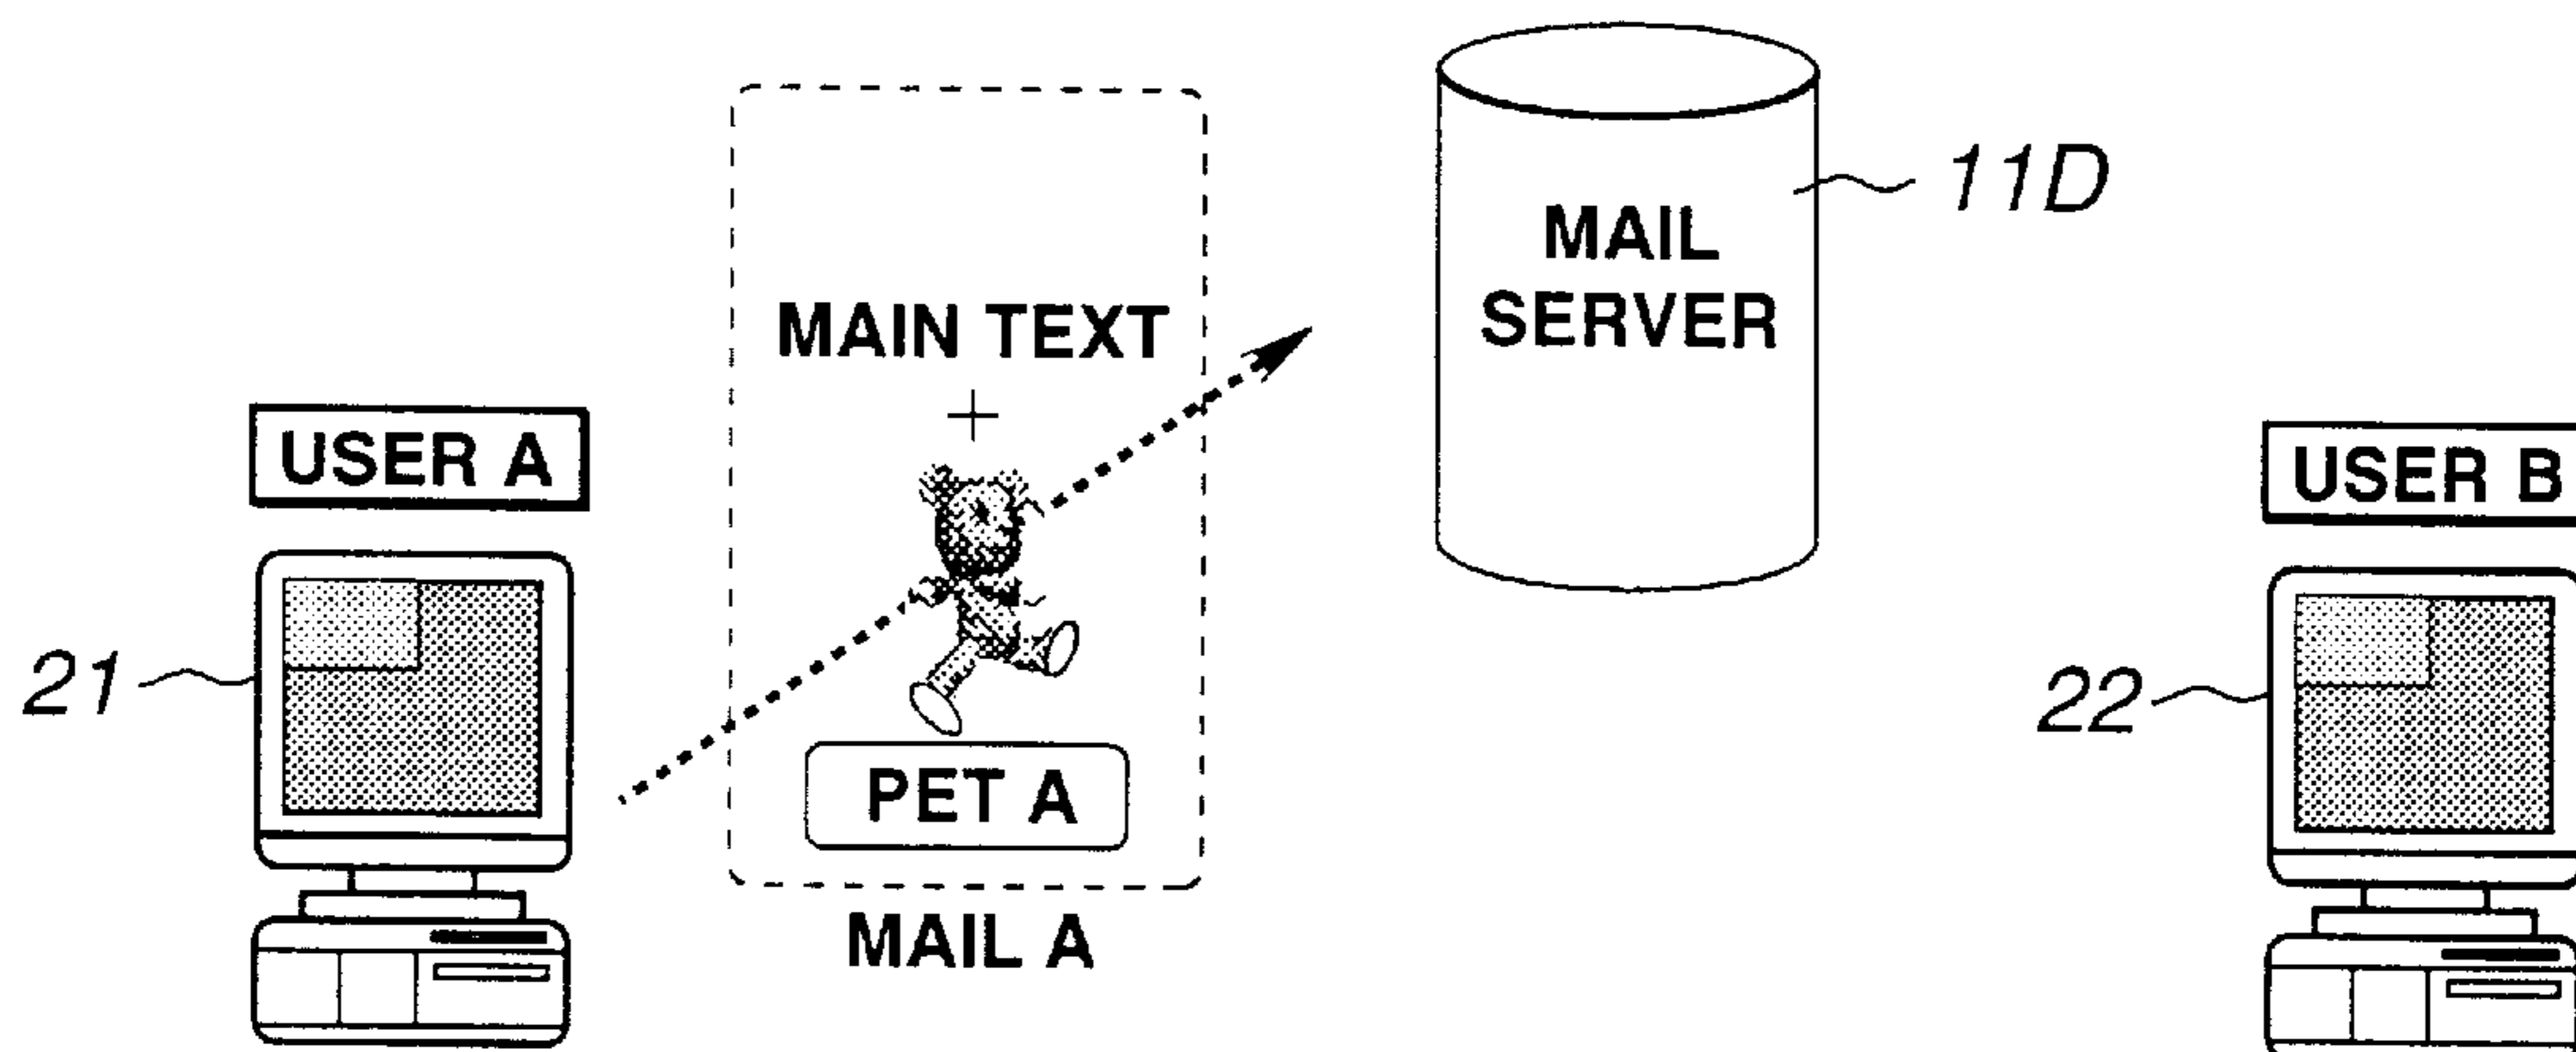 11D
MAIL
SERVER
MAIN TEXT
+
USER A
USER B
21
22
PET A
MAIL A